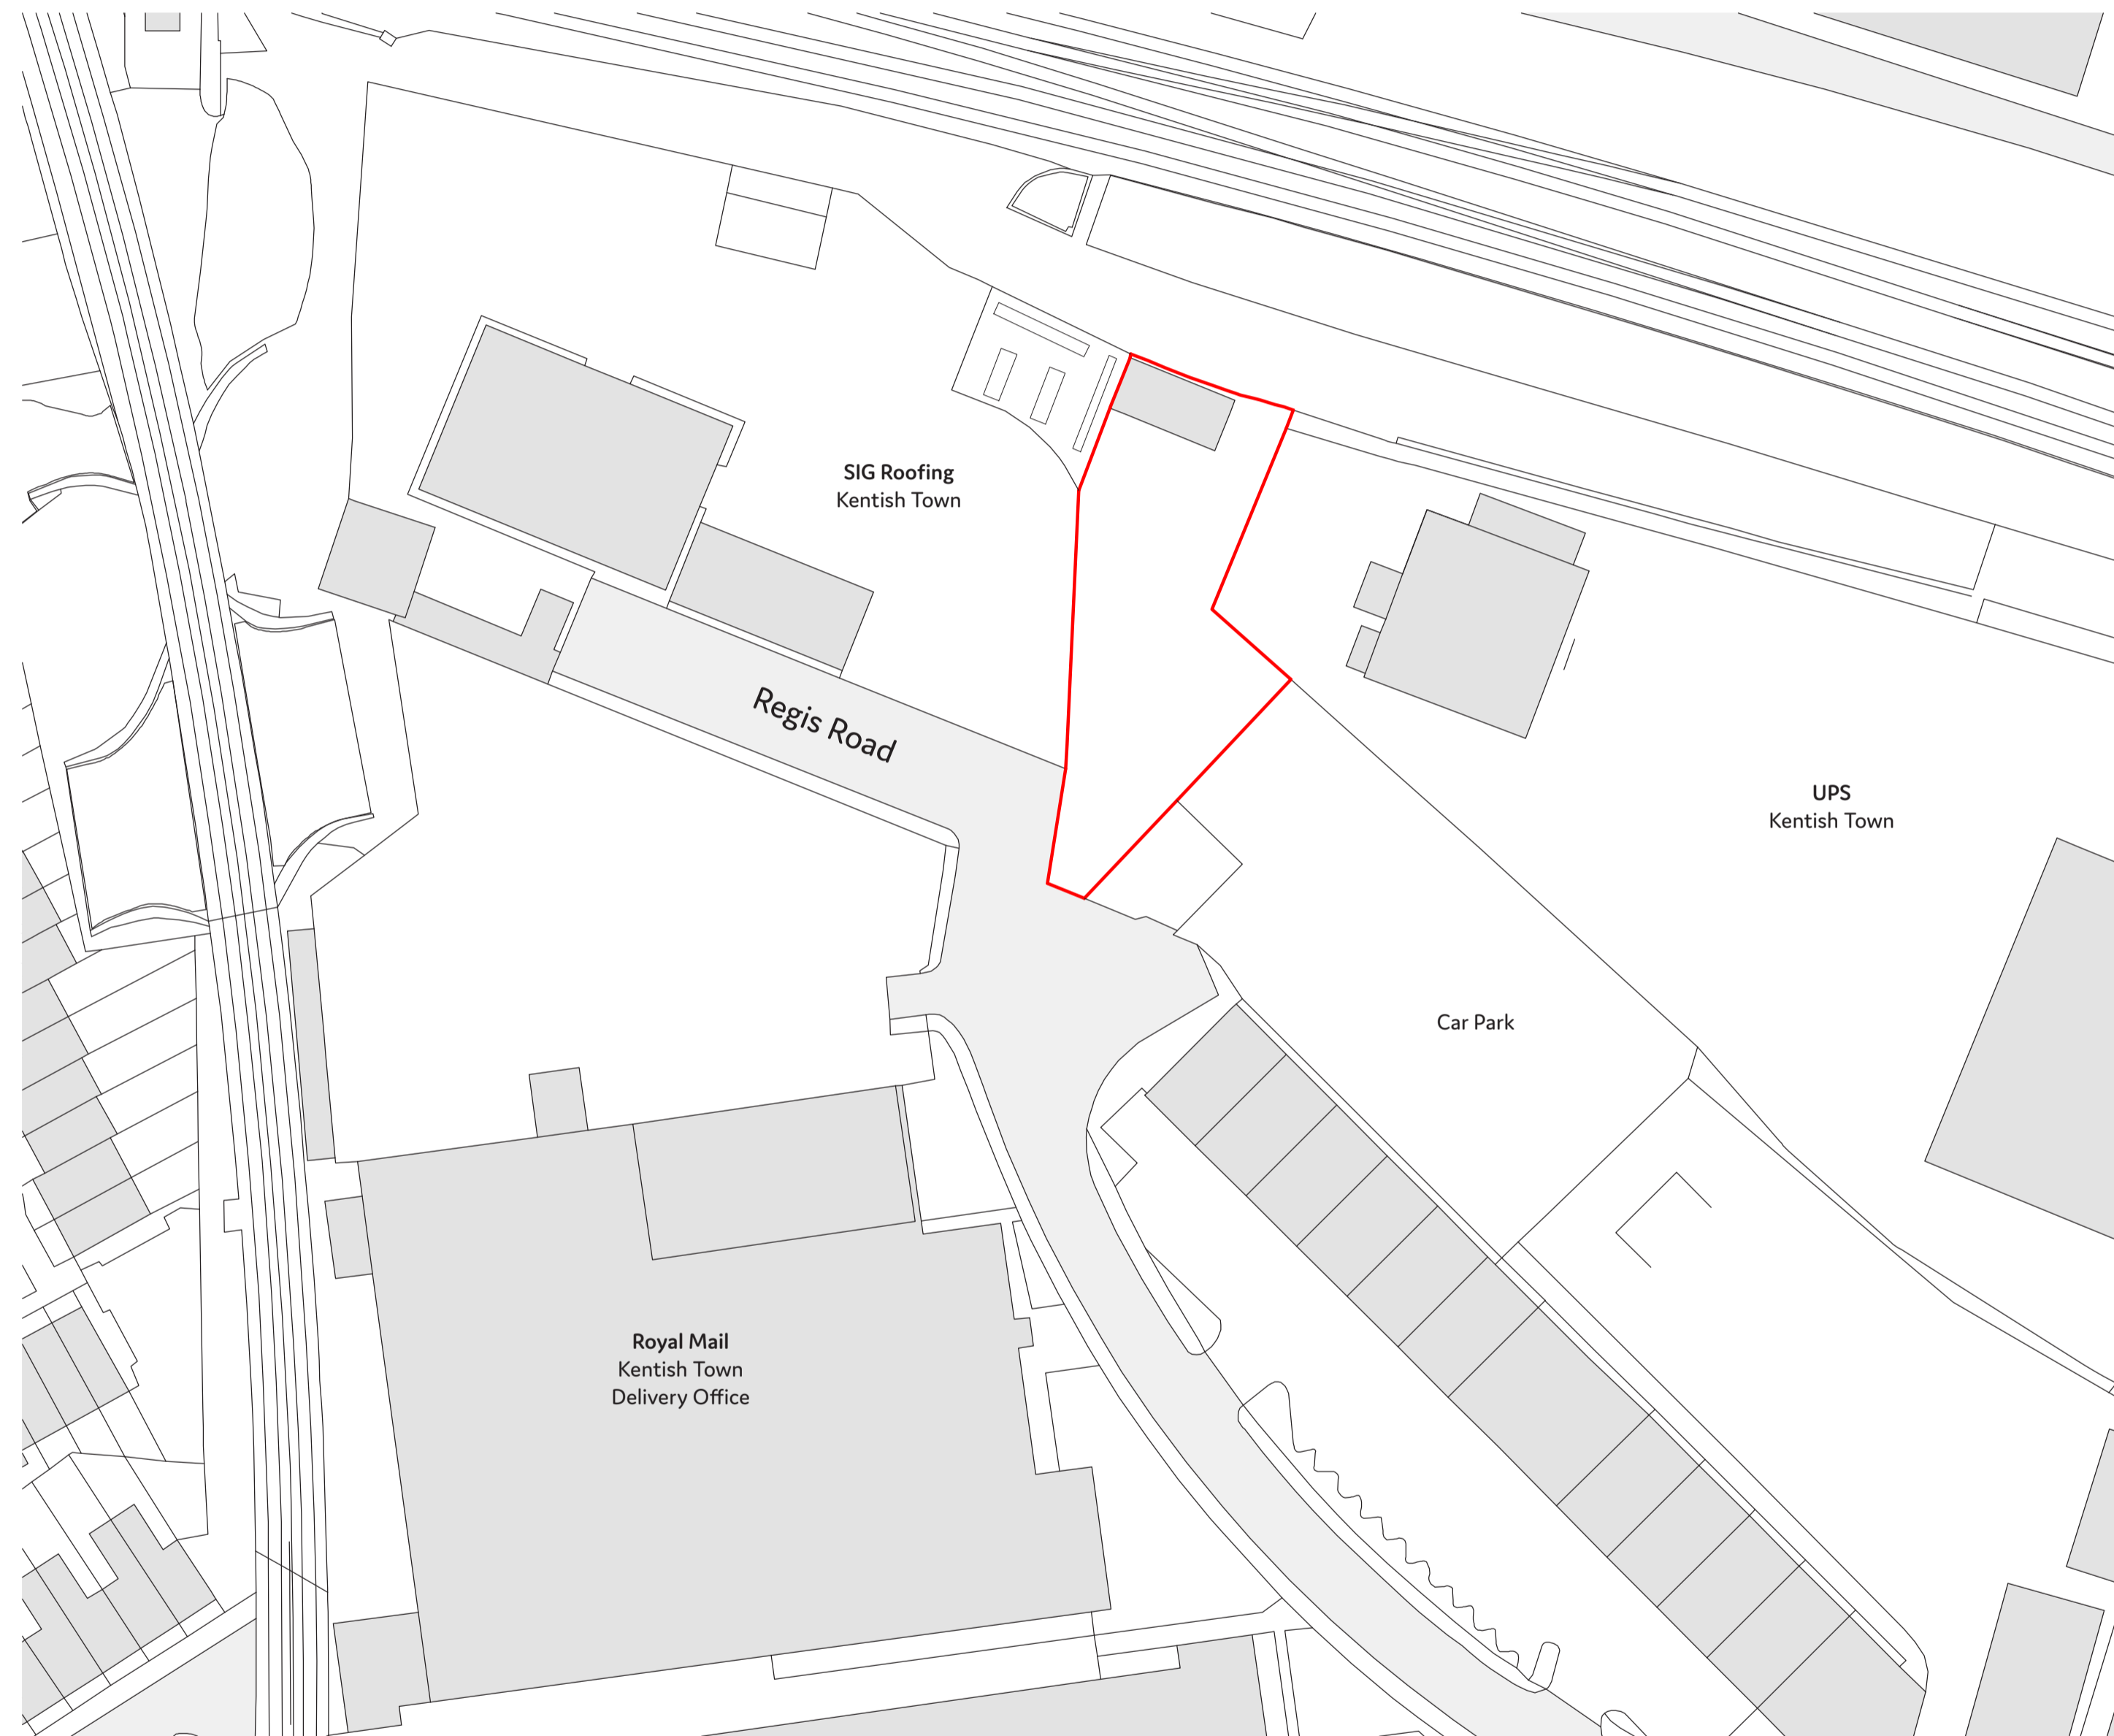 SIG Roofing
Kentish Town
Regis Road
UPS
Kentish Town
Car Park
Royal Mail
Kentish Town
Delivery Office